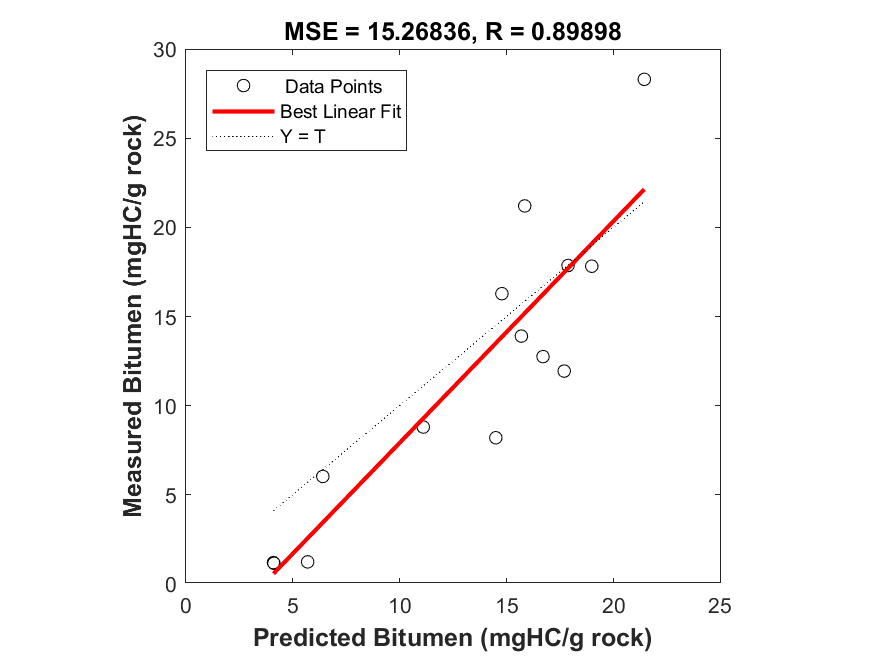 MSE = 15.26836, R = 0.89898
30
25
20
15
10
5
0
Measured Bitumen (mgHC/g rock)
Data Points
Best Linear Fit
Y = T
0 5 10 15 20 25
Predicted Bitumen (mgHC/g rock)